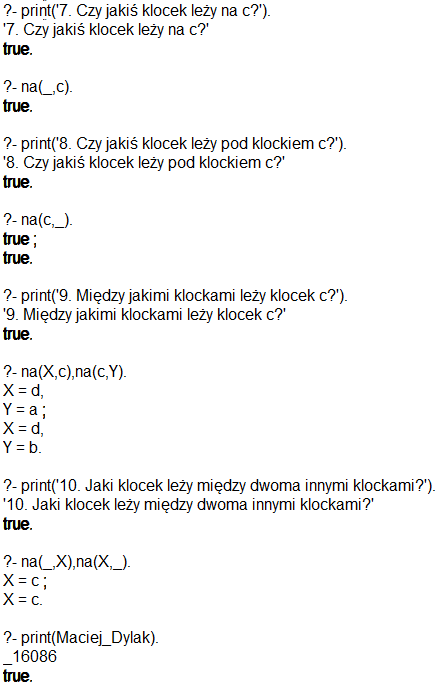 ?- print('7. Czy jakiś klocek leży na c?').
'7. Czy jakiś klocek leży na c?'
true.
?- na(_,c).
true.
?- print('8. Czy jakiś klocek leży pod klockiem c?').
'8. Czy jakiś klocek leży pod klockiem c?'
true.
?- na(c,_).
true ;
true.
?- print('9. Między jakimi klockami leży klocek c?').
'9. Między jakimi klockami leży klocek c?'
true.
?- na(X,c),na(c,Y).
X = d,
Y = a ;
X = d,
Y = b.
?- print('10. Jaki klocek leży między dwoma innymi klockami?').
'10. Jaki klocek leży między dwoma innymi klockami?'
true.
?- na(_,X),na(X,_).
X = c ;
X = c.
?- print(Maciej_Dylak).
_16086
true.